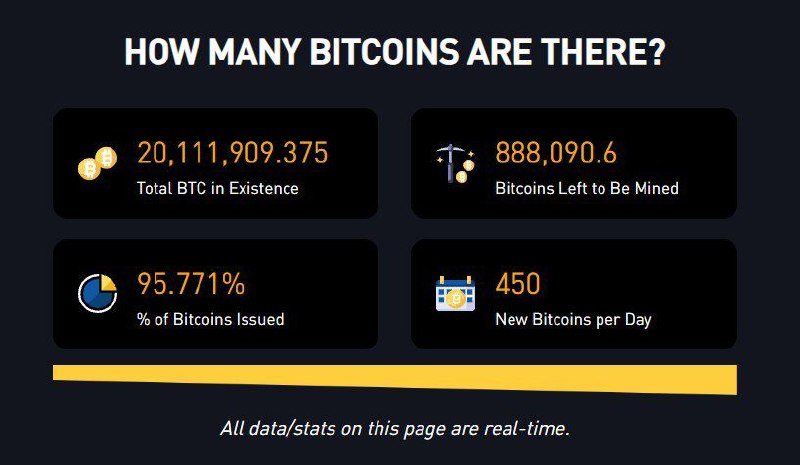 HOW MANY BITCOINS ARE THERE?
20,111,909.375
Total BTC in Existence
888,090.6
Bitcoins Left to Be Mined
95.771%
% of Bitcoins Issued
450
New Bitcoins per Day
All data/stats on this page are real-time.